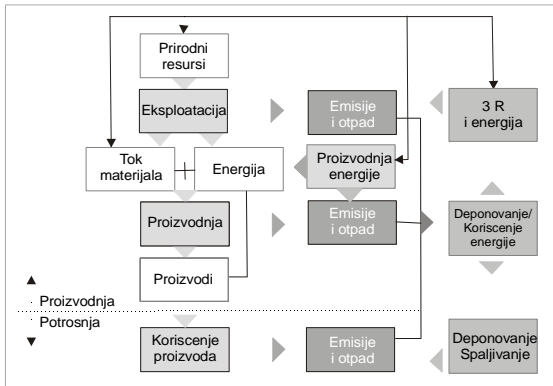 Prirodni
resursi
Eksploatacija
Emisije
i otpad
3 R
i energija
Tok
materijala
Energija
Proizvodnja
energije
Proizvodnja
Emisije
i otpad
Deponovanje/
Koriscenje
energije
Proizvodi
Proizvodnja
Potrosnja
Koriscenje
proizvoda
Emisije
i otpad
Deponovanje
Spaljivanje